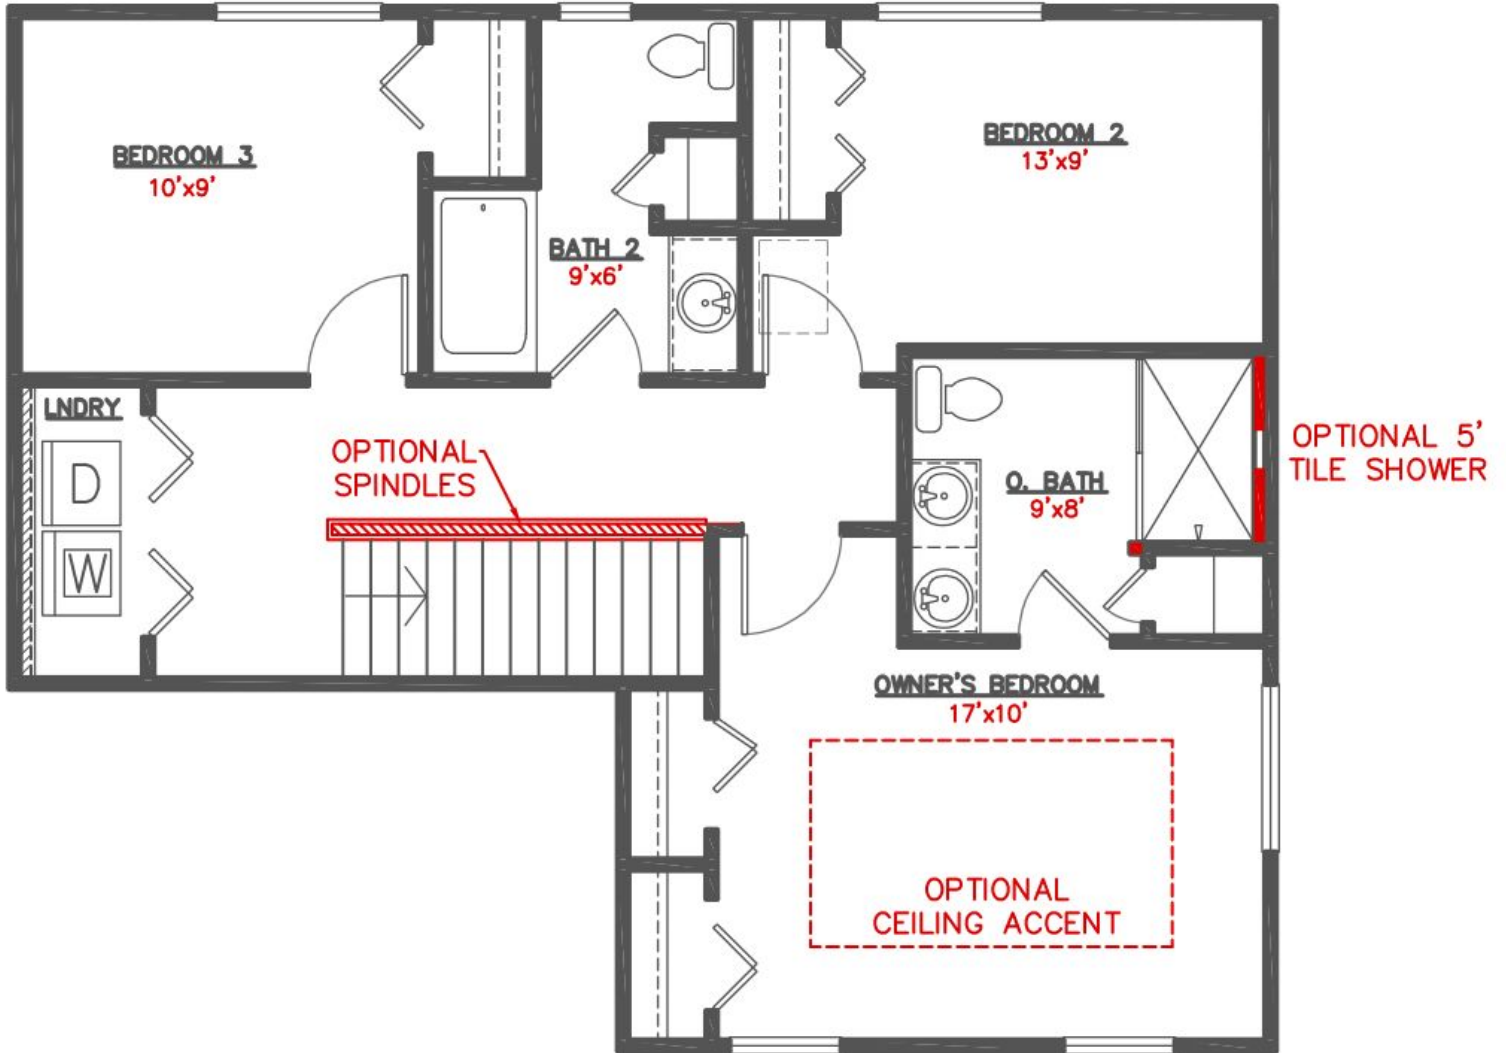 BEDROOM 3
10'x9'
BATH 2
9'x6'
BEDROOM 2
13'x9'
LNDRY
D
W
OPTIONAL
SPINDLES
O. BATH
9'x8'
OPTIONAL 5'
TILE SHOWER
OWNER'S BEDROOM
17'x10'
OPTIONAL
CEILING ACCENT